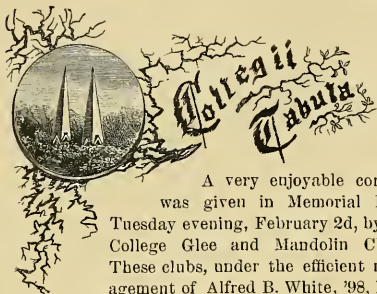 Collegii
Tabula
A very enjoyable con
was given in Memorial
Tuesday evening, February 2d, by
College Glee and Mandolin C
These clubs, under the efficient
agement of Alfred B. White, '98,